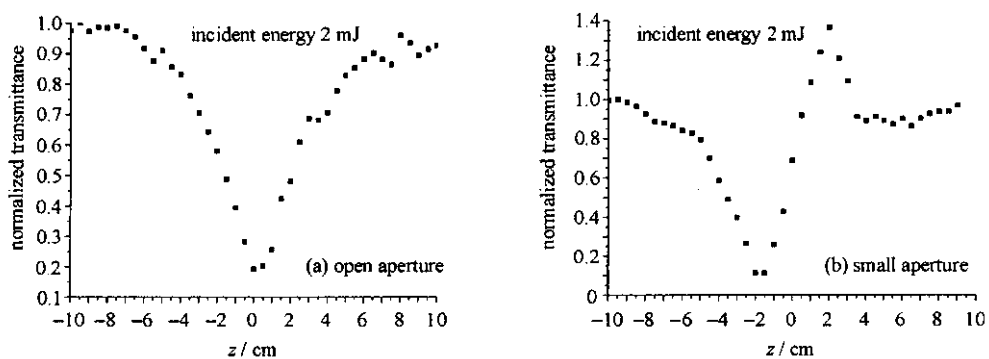 incident energy 2 mJ
normalized transmittance
1.0
0.9
0.8
0.7
0.6
0.5
0.4
0.3
0.2
0.1
(a) open aperture
−10 −8 −6 −4 −2 0 2 4 6 8 10
z / cm
incident energy 2 mJ
normalized transmittance
1.4
1.2
1.0
0.8
0.6
0.4
0.2
0
(b) small aperture
−10 −8 −6 −4 −2 0 2 4 6 8 10
z / cm